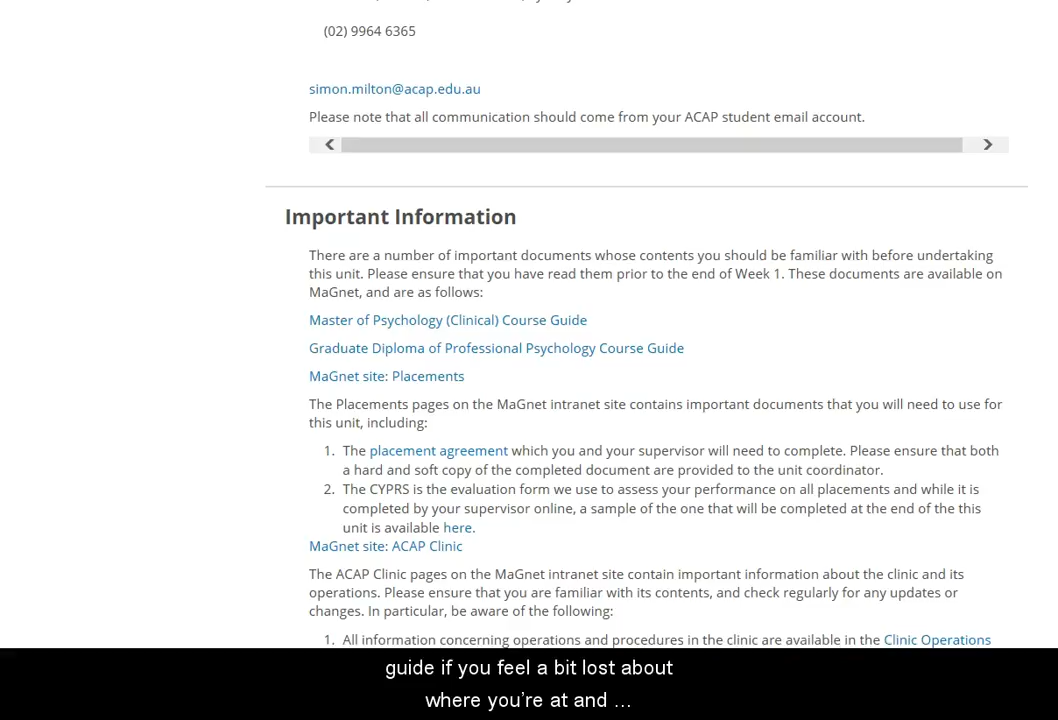 (02) 9964 6365
simon.milton@acap.edu.au
Please note that all communication should come from your ACAP student email account.
Important Information
There are a number of important documents whose contents you should be familiar with before undertaking
this unit. Please ensure that you have read them prior to the end of Week 1. These documents are available on
MaGnet, and are as follows:
Master of Psychology (Clinical) Course Guide
Graduate Diploma of Professional Psychology Course Guide
MaGnet site: Placements
The Placements pages on the MaGnet intranet site contains important documents that you will need to use for
this unit, including:
1. The placement agreement which you and your supervisor will need to complete. Please ensure that both
a hard and soft copy of the completed document are provided to the unit coordinator.
2. The CYPRS is the evaluation form we use to assess your performance on all placements and while it is
completed by your supervisor online, a sample of the one that will be completed at the end of the this
unit is available here.
MaGnet site: ACAP Clinic
The ACAP Clinic pages on the MaGnet intranet site contain important information about the clinic and its
operations. Please ensure that you are familiar with its contents, and check regularly for any updates or
changes. In particular, be aware of the following:
1. All information concerning operations and procedures in the clinic are available in the Clinic Operations
guide if you feel a bit lost about
where you're at and ...